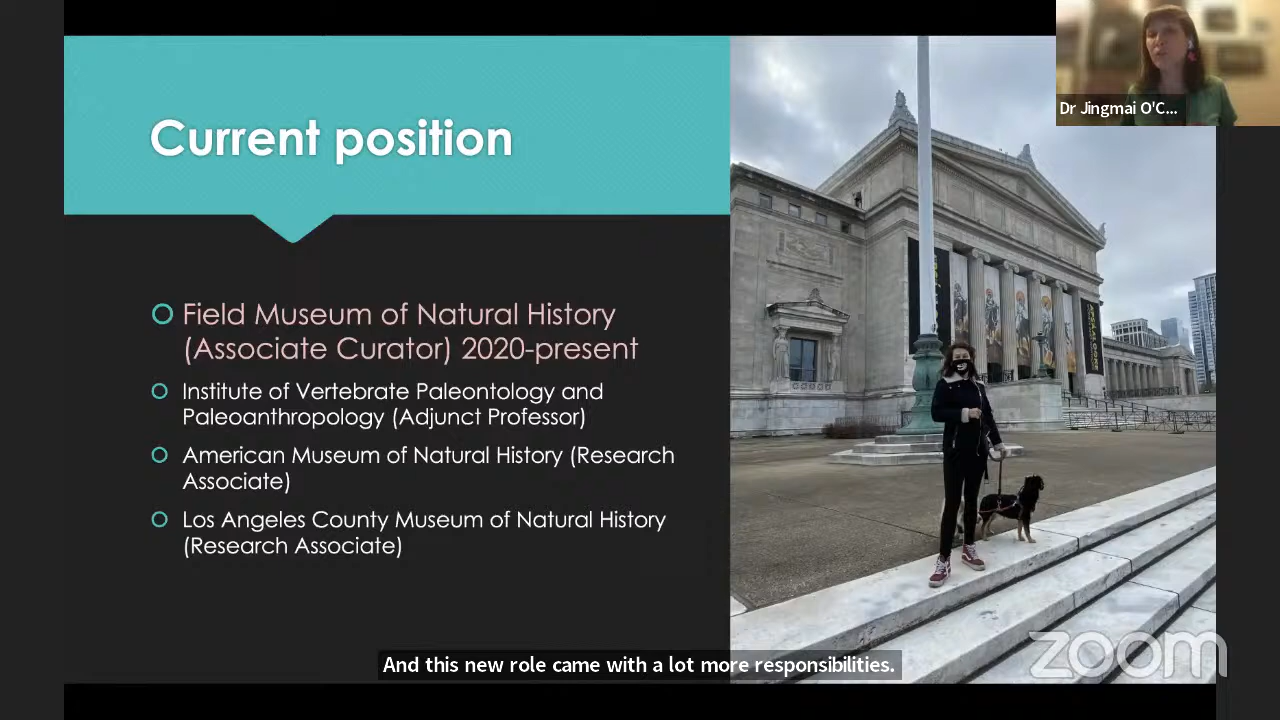 Dr Jingmai O'C...
Current position
Field Museum of Natural History
(Associate Curator) 2020-present
Institute of Vertebrate Paleontology and
Paleoanthropology (Adjunct Professor)
American Museum of Natural History (Research
Associate)
Los Angeles County Museum of Natural History
(Research Associate)
And this new role came with a lot more responsibilities.
zoom